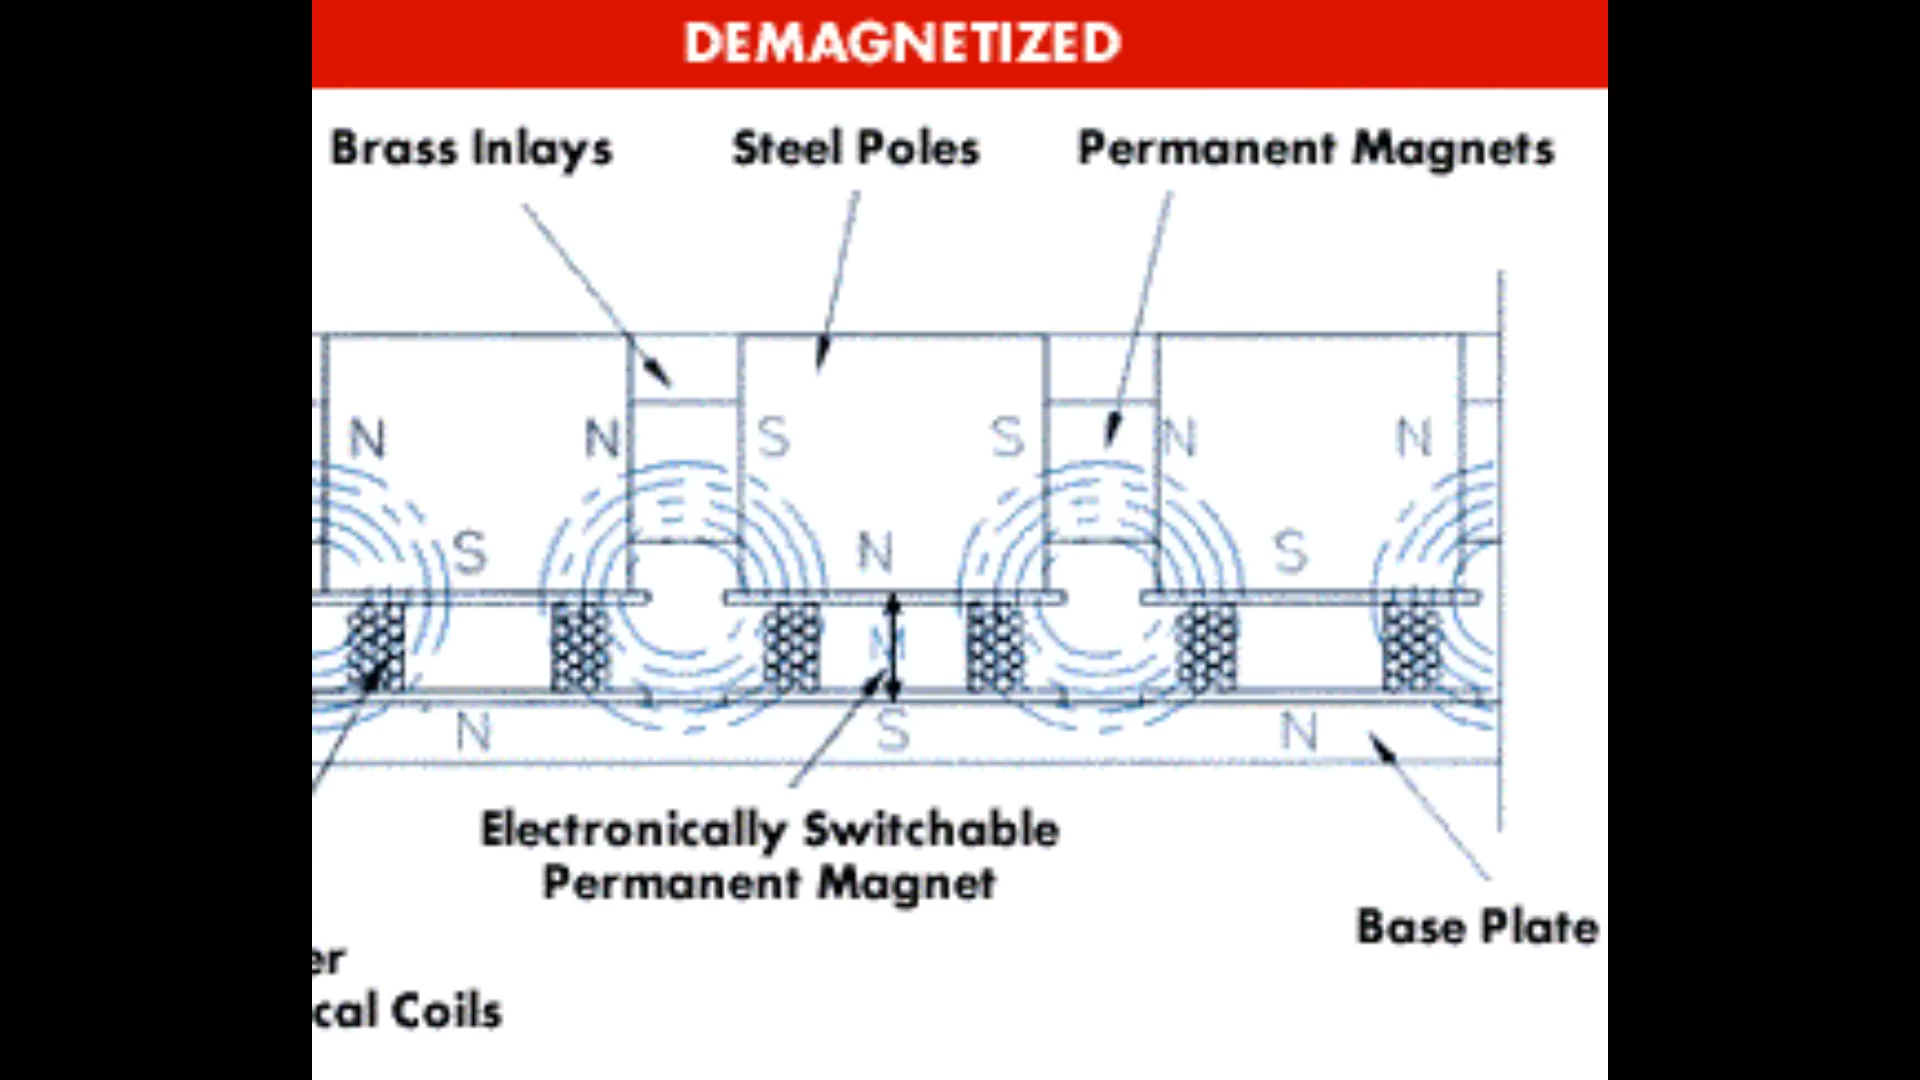 DEMAGNETIZED
Brass Inlays Steel Poles Permanent Magnets
N N S S N N
S N S
M
N S N
Electronically Switchable
Permanent Magnet
Base Plate
er
cal Coils